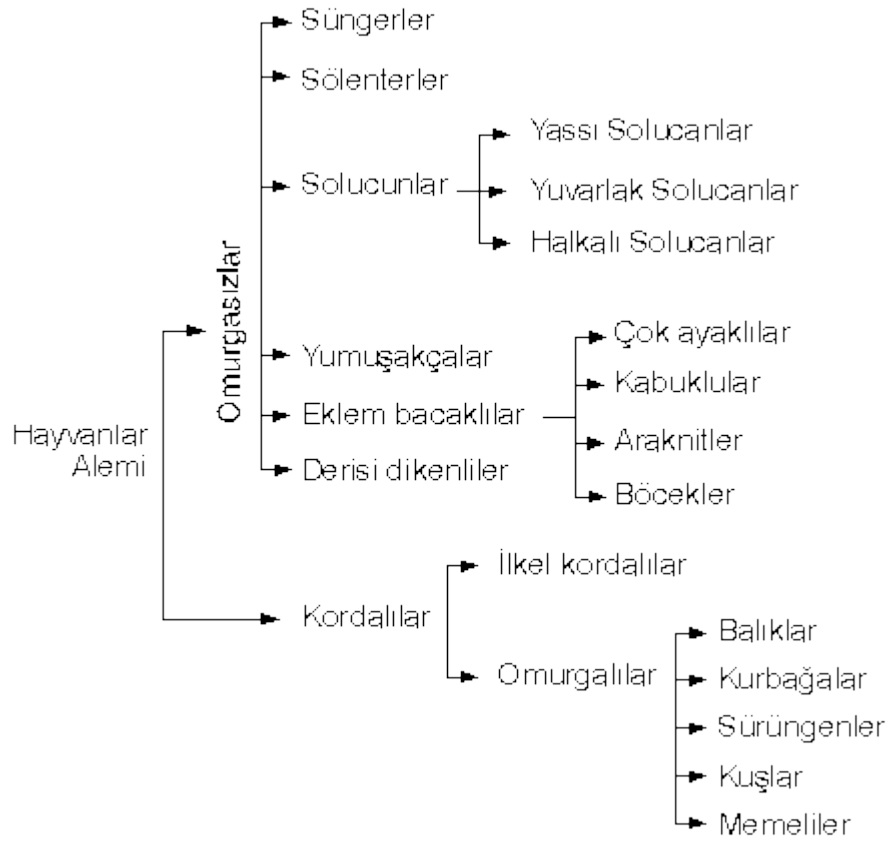 Süngerler
Sölenterler
Yassı Solucanlar
Solucunlar
Yuvarlak Solucanlar
Halkalı Solucanlar
Omurgasızlar
Çok ayaklılar
Yumuşakçalar
Kabuklular
Eklem bacaklılar
Hayvanlar
Alemi
Araknitler
Derisi dikenliler
Böcekler
İlkel kordalılar
Kordalılar
Balıklar
Omurgalılar
Kurbağalar
Sürüngenler
Kuşlar
Memeliler